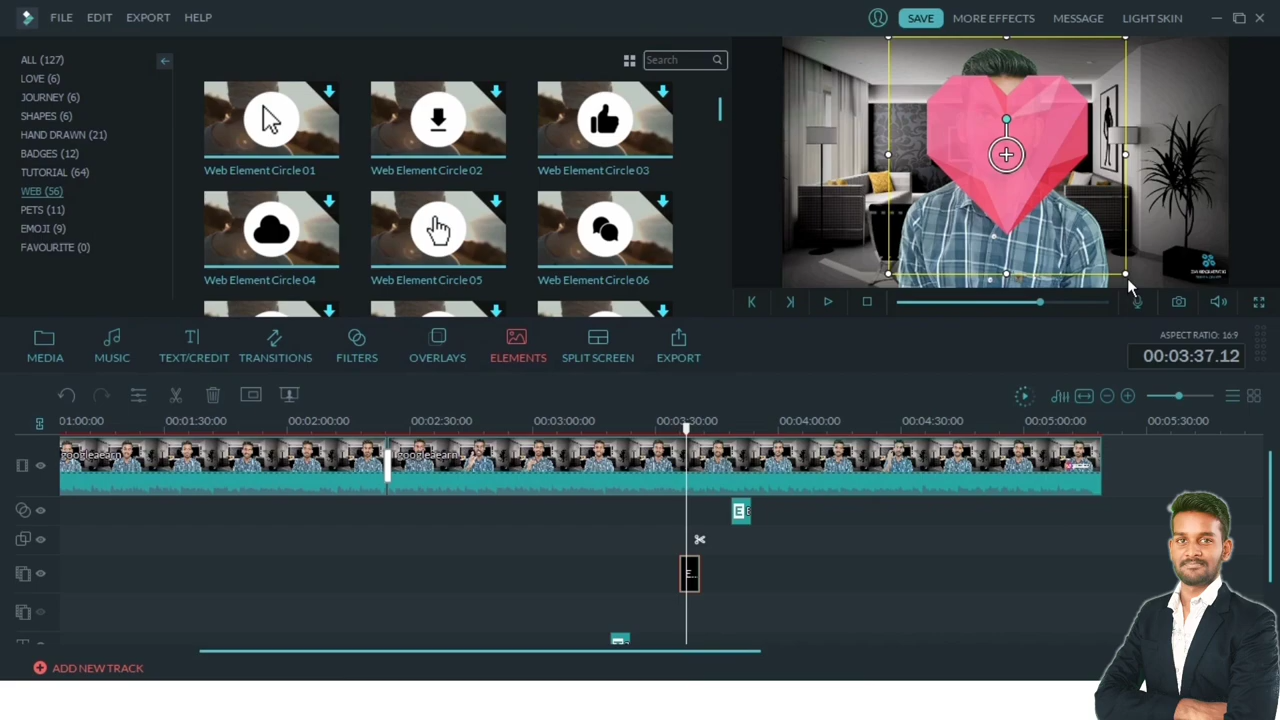 FILE EDIT EXPORT HELP
SAVE MORE EFFECTS MESSAGE LIGHT SKIN
ALL (127)
LOVE (6)
JOURNEY (6)
SHAPES (6)
HAND DRAWN (21)
BADGES (12)
TUTORIAL (64)
WEB (56)
PETS (11)
EMOJI (9)
FAVOURITE (0)
Search
Web Element Circle 01 Web Element Circle 02 Web Element Circle 03
Web Element Circle 04 Web Element Circle 05 Web Element Circle 06
MEDIA MUSIC TEXT/CREDIT TRANSITIONS FILTERS OVERLAYS ELEMENTS SPLIT SCREEN EXPORT
ASPECT RATIO: 16:9
00:03:37.12
01:00:00 00:01:30:00 00:02:00:00 00:02:30:00 00:03:00:00 00:03:30:00 00:04:00:00 00:04:30:00 00:05:00:00 00:05:30:00
googleaearn googleaearn
E
E...
ADD NEW TRACK